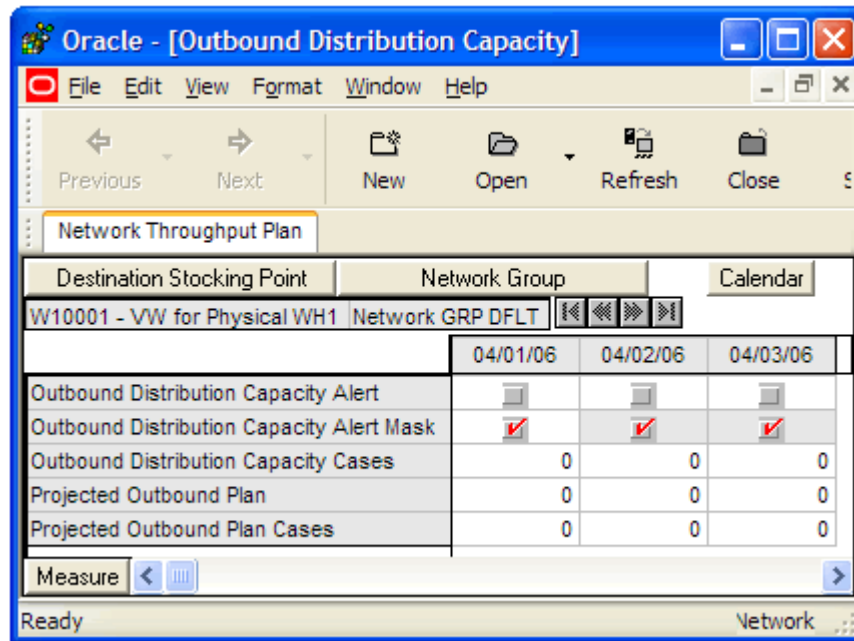 Oracle - [Outbound Distribution Capacity]
File Edit View Format Window Help
Previous Next New Open Refresh Close
Network Throughput Plan
Destination Stocking Point Network Group Calendar
W10001 - VW for Physical WH1 Network GRP DFLT
04/01/06 04/02/06 04/03/06
Outbound Distribution Capacity Alert
Outbound Distribution Capacity Alert Mask
Outbound Distribution Capacity Cases 0 0 0
Projected Outbound Plan 0 0 0
Projected Outbound Plan Cases 0 0 0
Measure
Ready Network